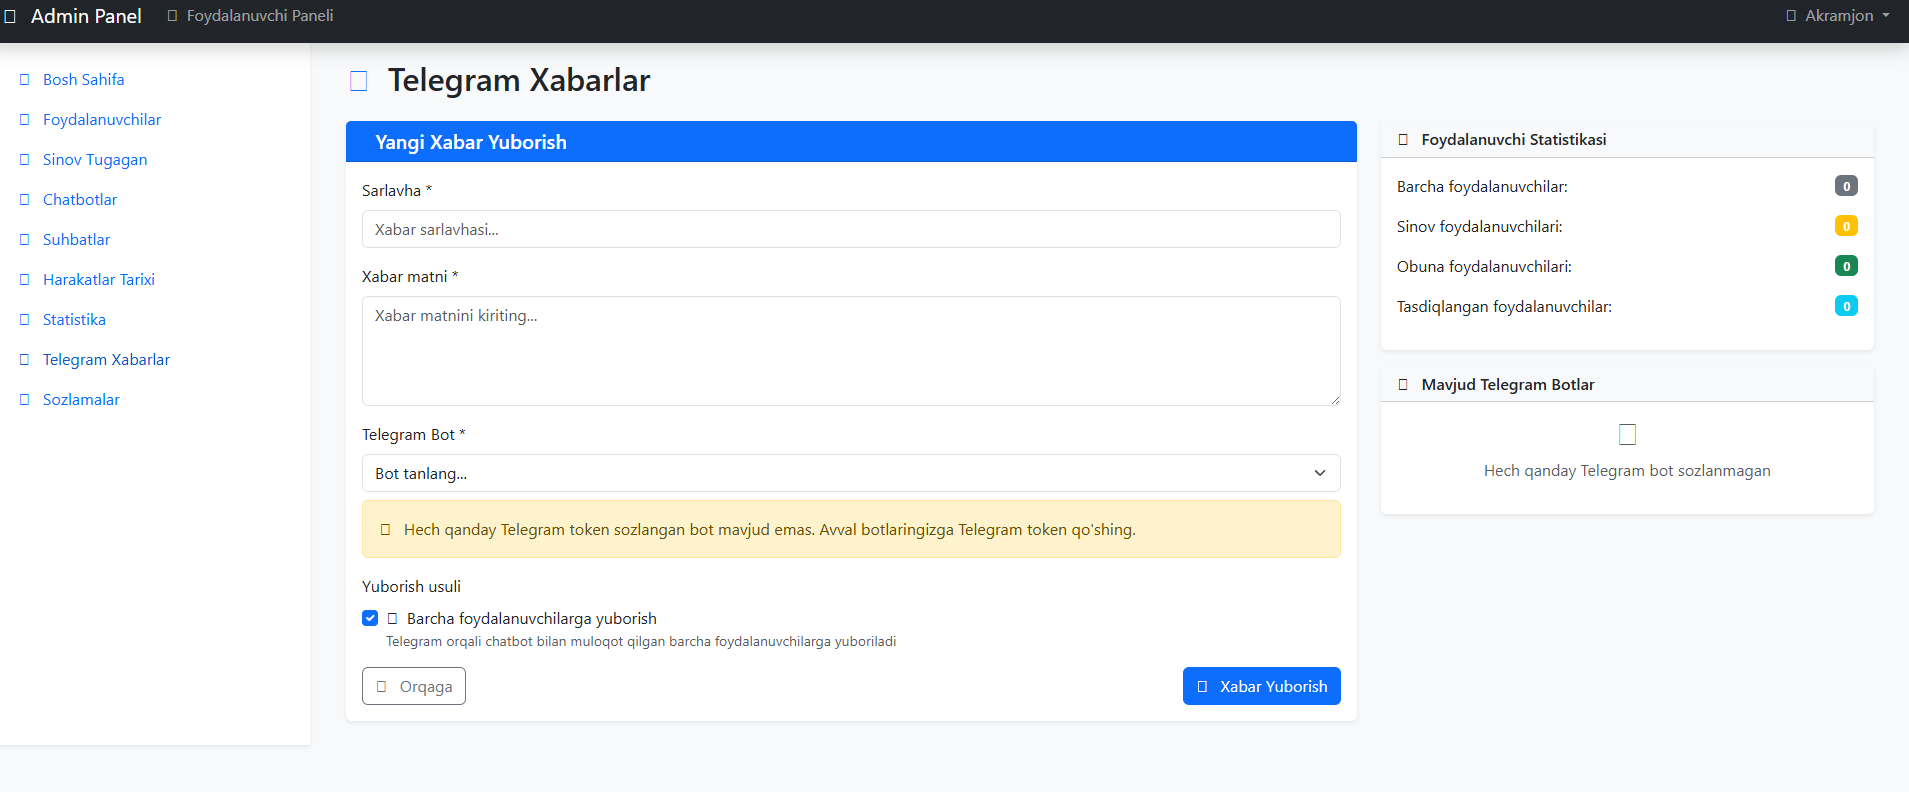 Admin Panel
Foydalanuvchi Paneli
Akramjon
Bosh Sahifa
Foydalanuvchilar
Sinov Tugagan
Chatbotlar
Suhbatlar
Harakatlar Tarixi
Statistika
Telegram Xabarlar
Sozlamalar
Telegram Xabarlar
Yangi Xabar Yuborish
Sarlavha *
Xabar sarlavhasi...
Xabar matni *
Xabar matnini kiriting...
Telegram Bot *
Bot tanlang...
Hech qanday Telegram token sozlangan bot mavjud emas. Avval botlaringizga Telegram token qo'shing.
Yuborish usuli
Barcha foydalanuvchilarga yuborish
Telegram orqali chatbot bilan muloqot qilgan barcha foydalanuvchilarga yuboriladi
Orqaga
Xabar Yuborish
Foydalanuvchi Statistikasi
Barcha foydalanuvchilar: 0
Sinov foydalanuvchilari: 0
Obuna foydalanuvchilari: 0
Tasdiqlangan foydalanuvchilar: 0
Mavjud Telegram Botlar
Hech qanday Telegram bot sozlanmagan